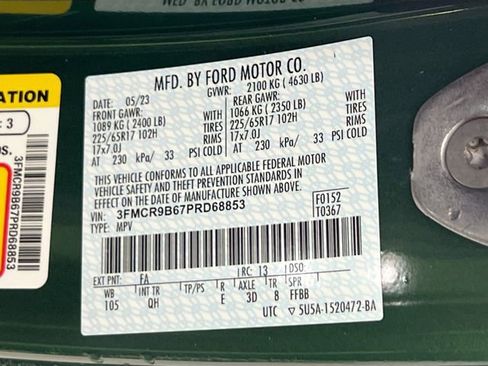 MFD. BY FORD MOTOR CO.
DATE: 05/23 GVWR: 2100 KG ( 4630 LB)
FRONT GAWR: REAR GAWR:
1089 KG ( 2400 LB) WITH 1066 KG ( 2350 LB) WITH
225/65R17 102H TIRES 225/65R17 102H TIRES
17x7.0J RIMS 17x7.0J RIMS
AT 230 kPa/ 33 PSI COLD AT 230 kPa/ 33 PSI COLD
THIS VEHICLE CONFORMS TO ALL APPLICABLE FEDERAL MOTOR
VEHICLE SAFETY AND THEFT PREVENTION STANDARDS IN
EFFECT ON THE DATE OF MANUFACTURE SHOWN ABOVE.
VIN: 3FMCR9B67PRD68853 F0152
TYPE: MPV T0367
EXT PNT: FA RC: 13 DSO:
WB INT TR TP/PS R AXLE TR SPR
105 QH E 3D 8 FFBB
UTC 5U5A-1520472-BA
ATION
: 3
DS.
3FMCR9B67PRD68853